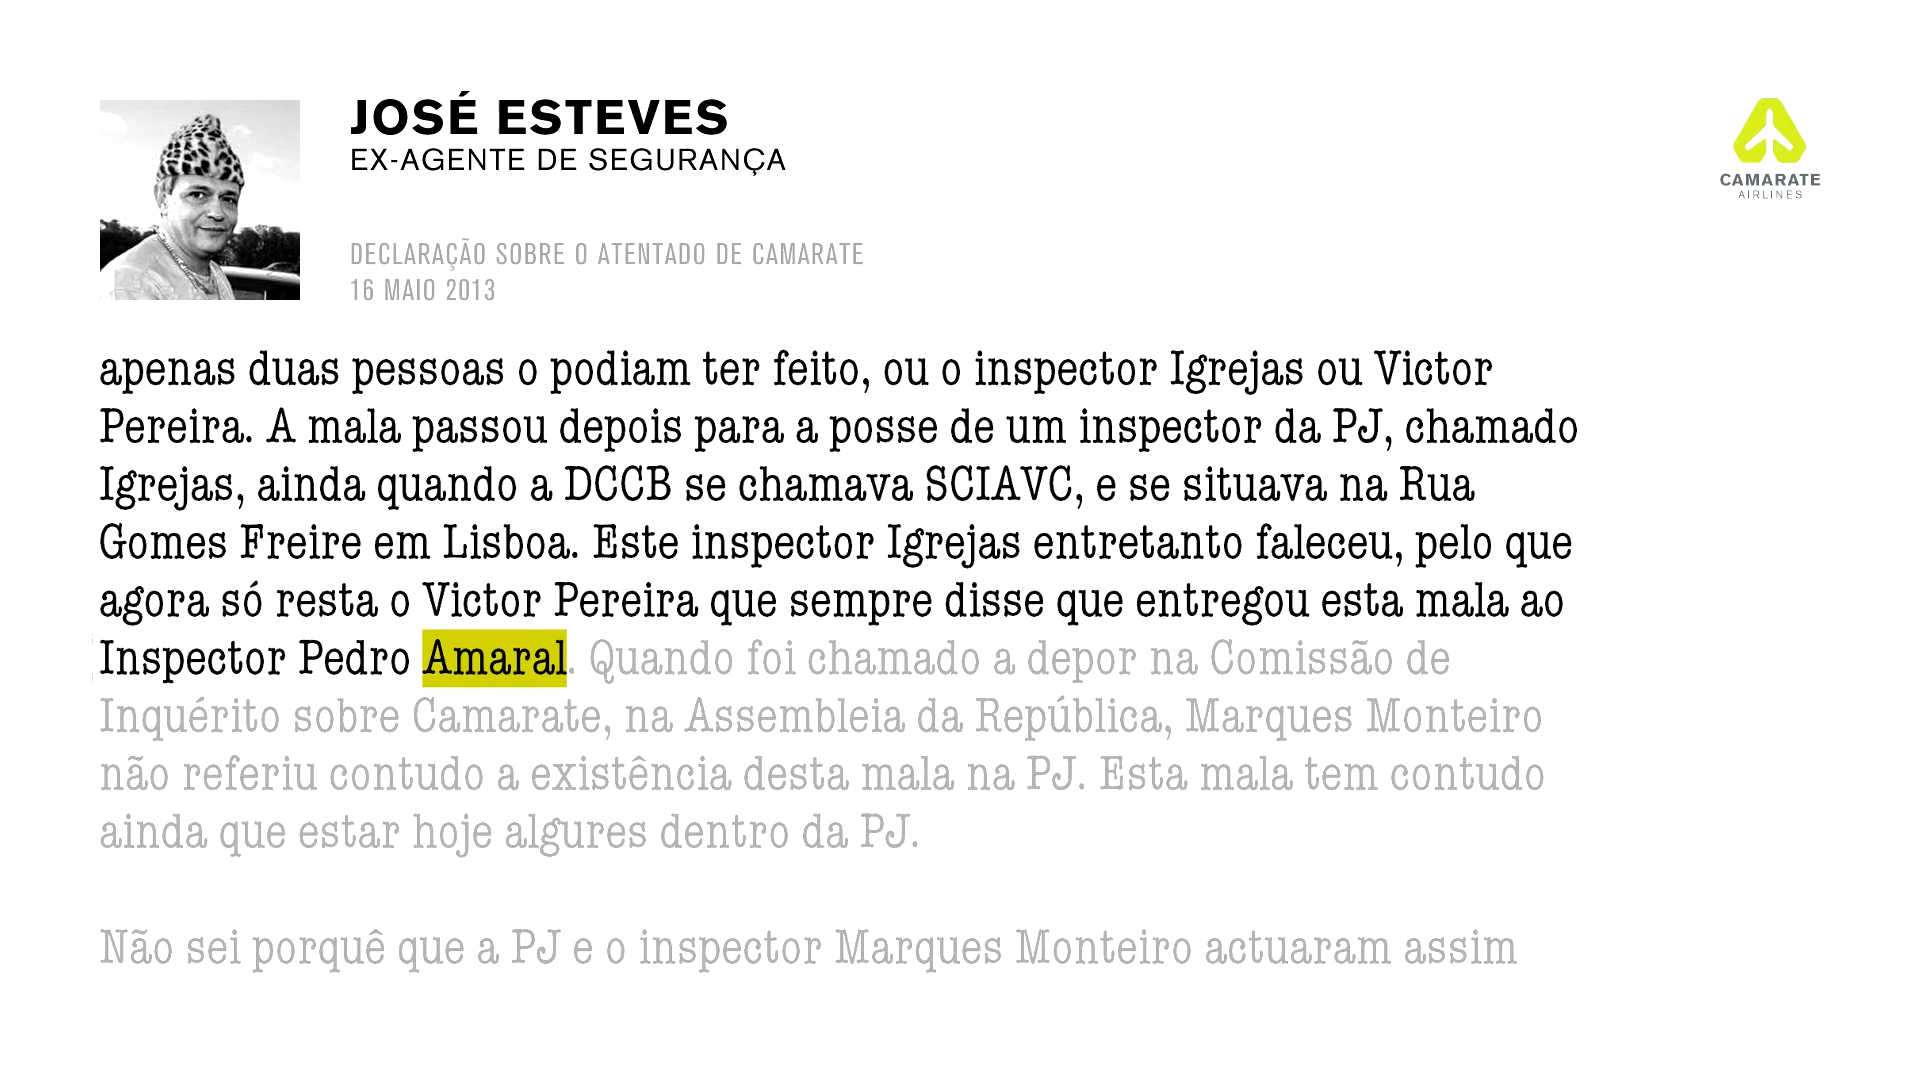 JOSÉ ESTEVES
EX-AGENTE DE SEGURANÇA
CAMARATE
AIRLINES
DECLARAÇÃO SOBRE O ATENTADO DE CAMARATE
16 MAIO 2013
apenas duas pessoas o podiam ter feito, ou o inspector Igrejas ou Victor
Pereira. A mala passou depois para a posse de um inspector da PJ, chamado
Igrejas, ainda quando a DCCB se chamava SCIAVC, e se situava na Rua
Gomes Freire em Lisboa. Este inspector Igrejas entretanto faleceu, pelo que
agora só resta o Victor Pereira que sempre disse que entregou esta mala ao
Inspector Pedro Amaral. Quando foi chamado a depor na Comissão de
Inquérito sobre Camarate, na Assembleia da República, Marques Monteiro
não referiu contudo a existência desta mala na PJ. Esta mala tem contudo
ainda que estar hoje algures dentro da PJ.
Não sei porquê que a PJ e o inspector Marques Monteiro actuaram assim